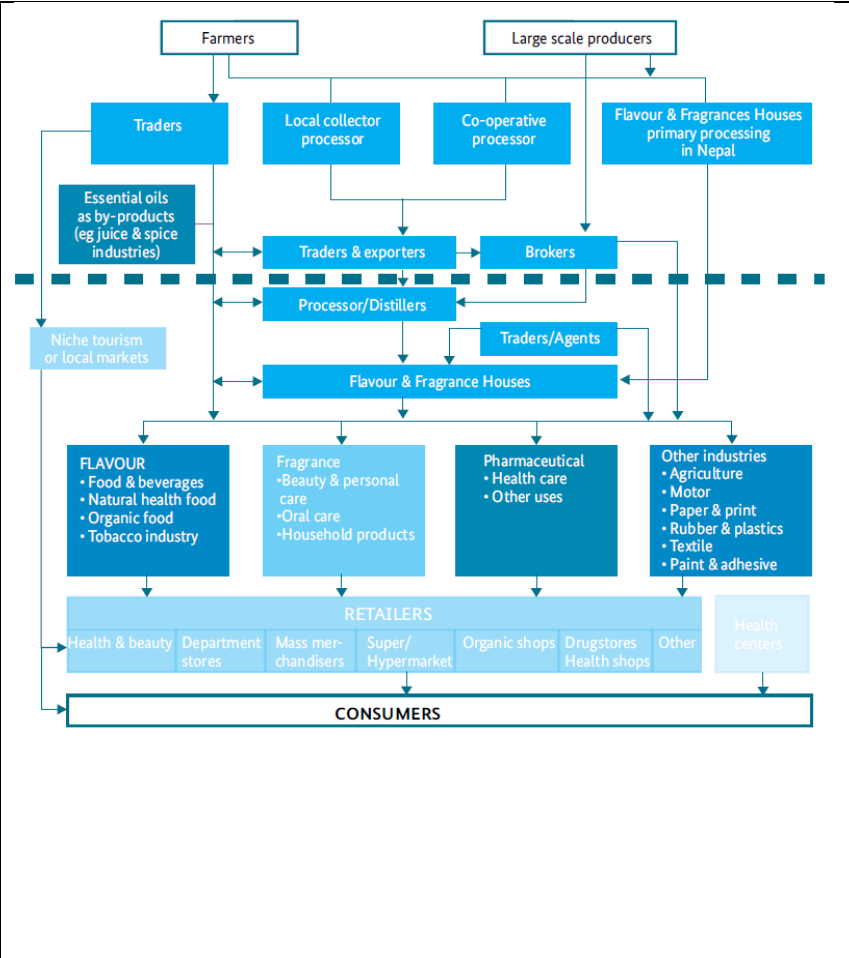 Farmers
Large scale producers
Traders
Local collector
processor
Co-operative
processor
Flavour & Fragrances Houses
primary processing
in Nepal
Essential oils
as by-products
(eg juice & spice
industries)
Traders & exporters
Brokers
Processor/Distillers
Niche tourism
or local markets
Traders/Agents
Flavour & Fragrance Houses
FLAVOUR
• Food & beverages
• Natural health food
• Organic food
• Tobacco industry
Fragrance
•Beauty & personal
care
•Oral care
•Household products
Pharmaceutical
• Health care
• Other uses
Other industries
• Agriculture
• Motor
• Paper & print
• Rubber & plastics
• Textile
• Paint & adhesive
RETAILERS
Health & beauty
Department
stores
Mass mer-
chandisers
Super/
Hypermarket
Organic shops
Drugstores
Health shops
Other
Health
centers
CONSUMERS